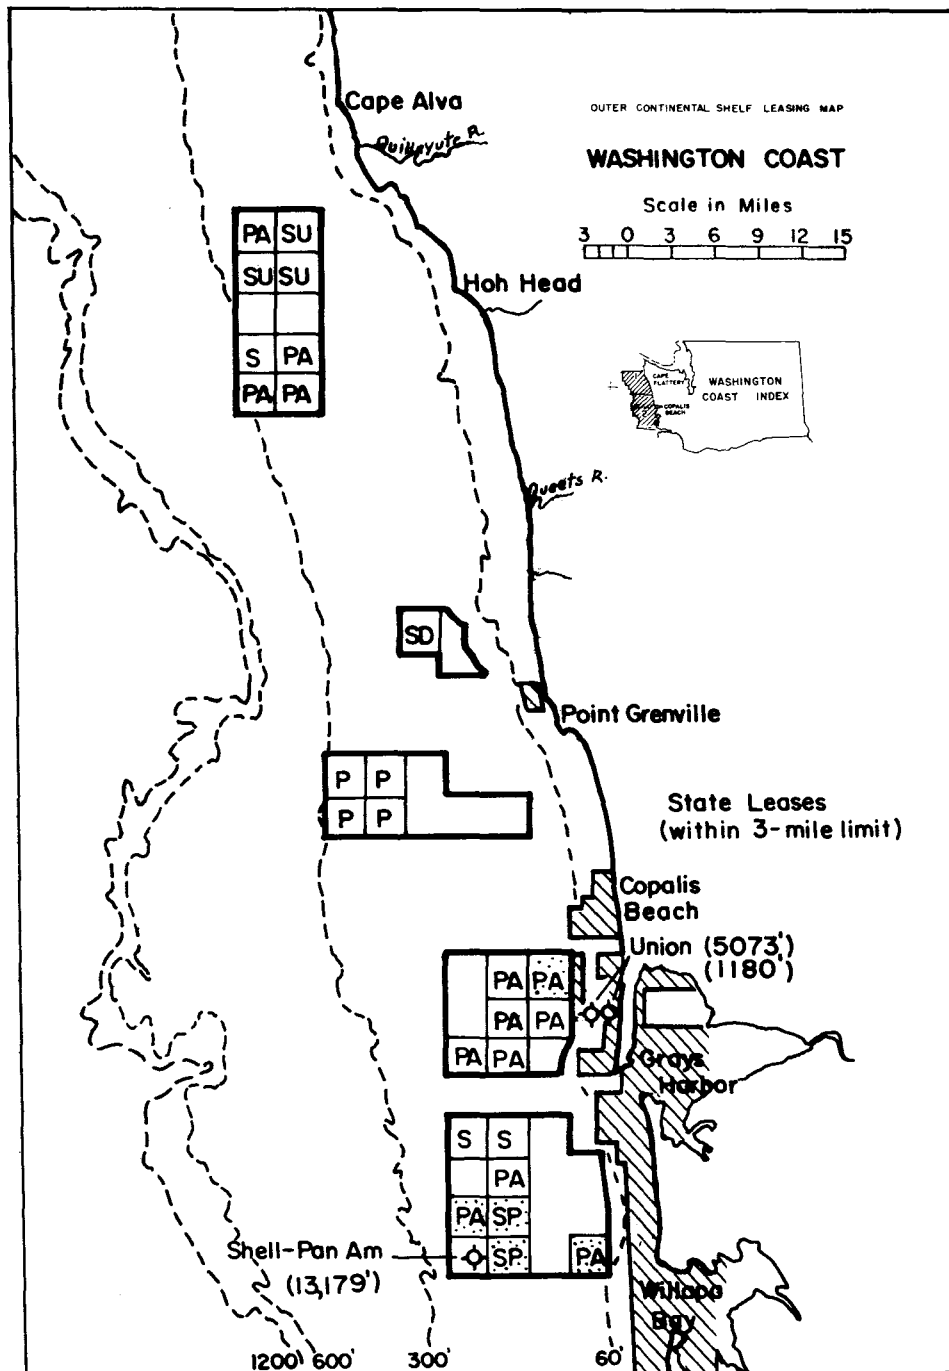 Cape Alva
OUTER CONTINENTAL SHELF LEASING MAP
Quillayute R.
WASHINGTON COAST
Scale in Miles
3 0 3 6 9 12 15
PA SU
SU SU
Hoh Head
S PA
PA PA
CAPE
FLATTERY
WASHINGTON
COAST INDEX
COPALIS
BEACH
Queets R.
SD
Point Grenville
P P
P P
State Leases
(within 3-mile limit)
Copalis
Beach
Union (5073')
(1180')
PA PA
PA PA
PA PA
Grays
Harbor
S S
PA
PA SP
Shell-Pan Am
SP PA
(13,179')
Willapa
Bay
1200' 600' 300' 60'